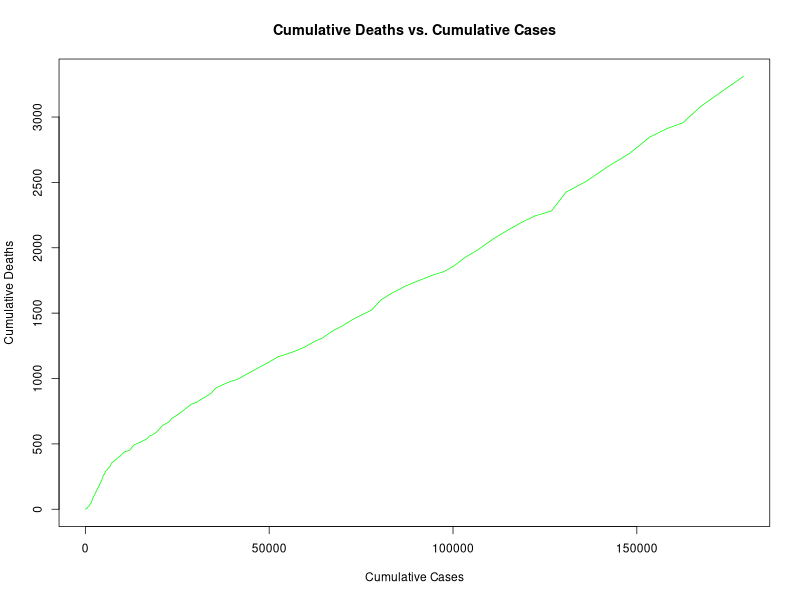 Cumulative Deaths vs. Cumulative Cases
Cumulative Deaths
3000
2500
2000
1500
1000
500
0
0 50000 100000 150000
Cumulative Cases